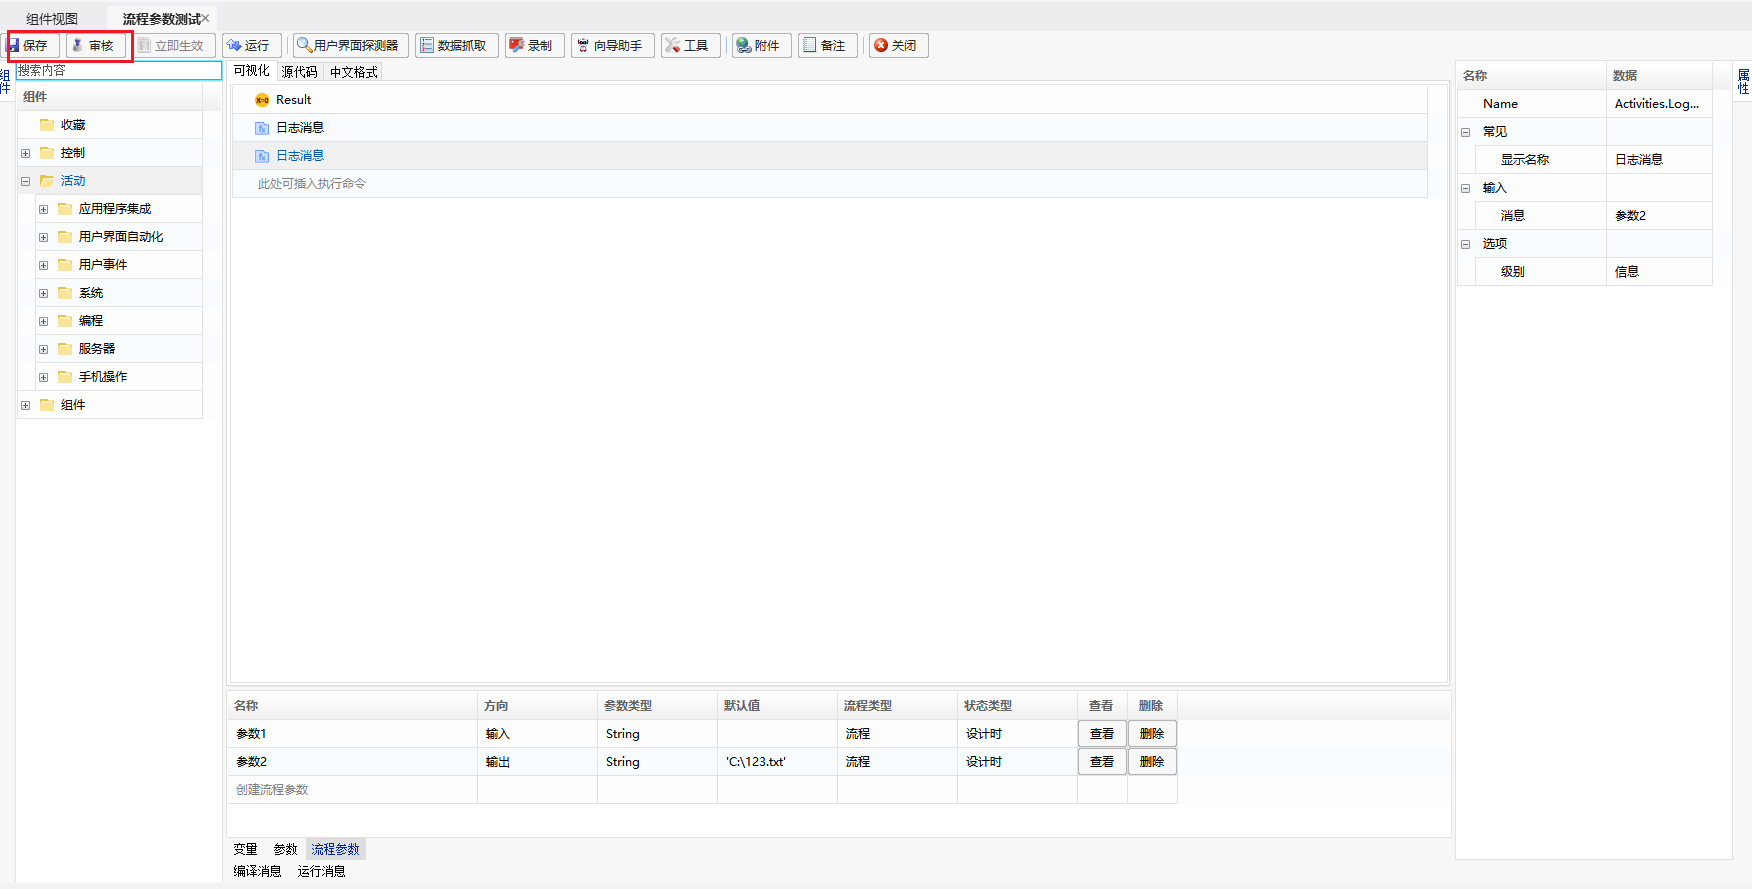 组件视图 流程参数测试
保存 审核 立即生效 运行 用户界面探测器 数据抓取 录制 向导助手 工具 附件 备注 关闭
组件
搜索内容
组件
收藏
控制
活动
应用程序集成
用户界面自动化
用户事件
系统
编程
服务器
手机操作
组件
可视化 源代码 中文格式
Result
日志消息
日志消息
此处可插入执行命令
名称 方向 参数类型 默认值 流程类型 状态类型 查看 删除
参数1 输入 String 流程 设计时 查看 删除
参数2 输出 String 'C:\123.txt' 流程 设计时 查看 删除
创建流程参数
变量 参数 流程参数
编译消息 运行消息
名称 数据
Name Activities.Log...
常见
显示名称 日志消息
输入
消息 参数2
选项
级别 信息
属性